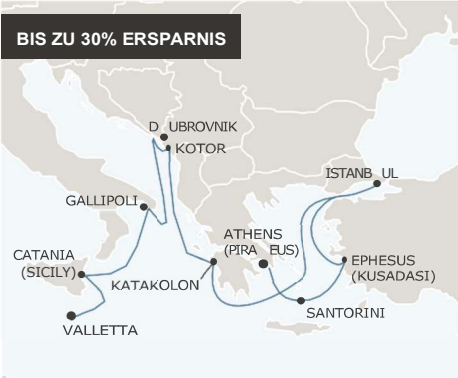 BIS ZU 30% ERSPARNIS
D UBROVNIK
KOTOR
ISTANB UL
GALLIPOLI
ATHENS
(PIRA EUS)
CATANIA
(SICILY)
EPHESUS
(KUSADASI)
KATAKOLON
SANTORINI
VALLETTA